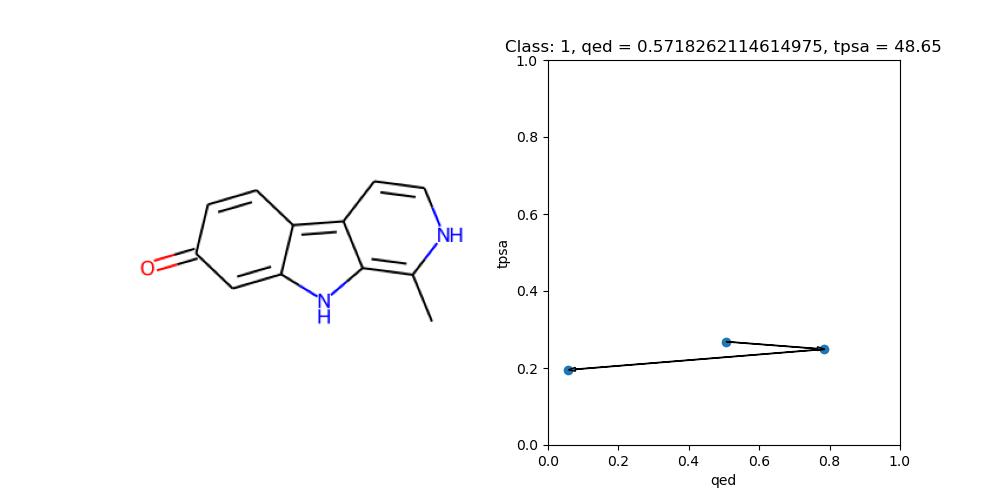 Class: 1, qed = 0.5718262114614975, tpsa = 48.65
O
N
H
NH
1.0
0.8
0.6
0.4
0.2
0.0
tpsa
0.0 0.2 0.4 0.6 0.8 1.0
qed